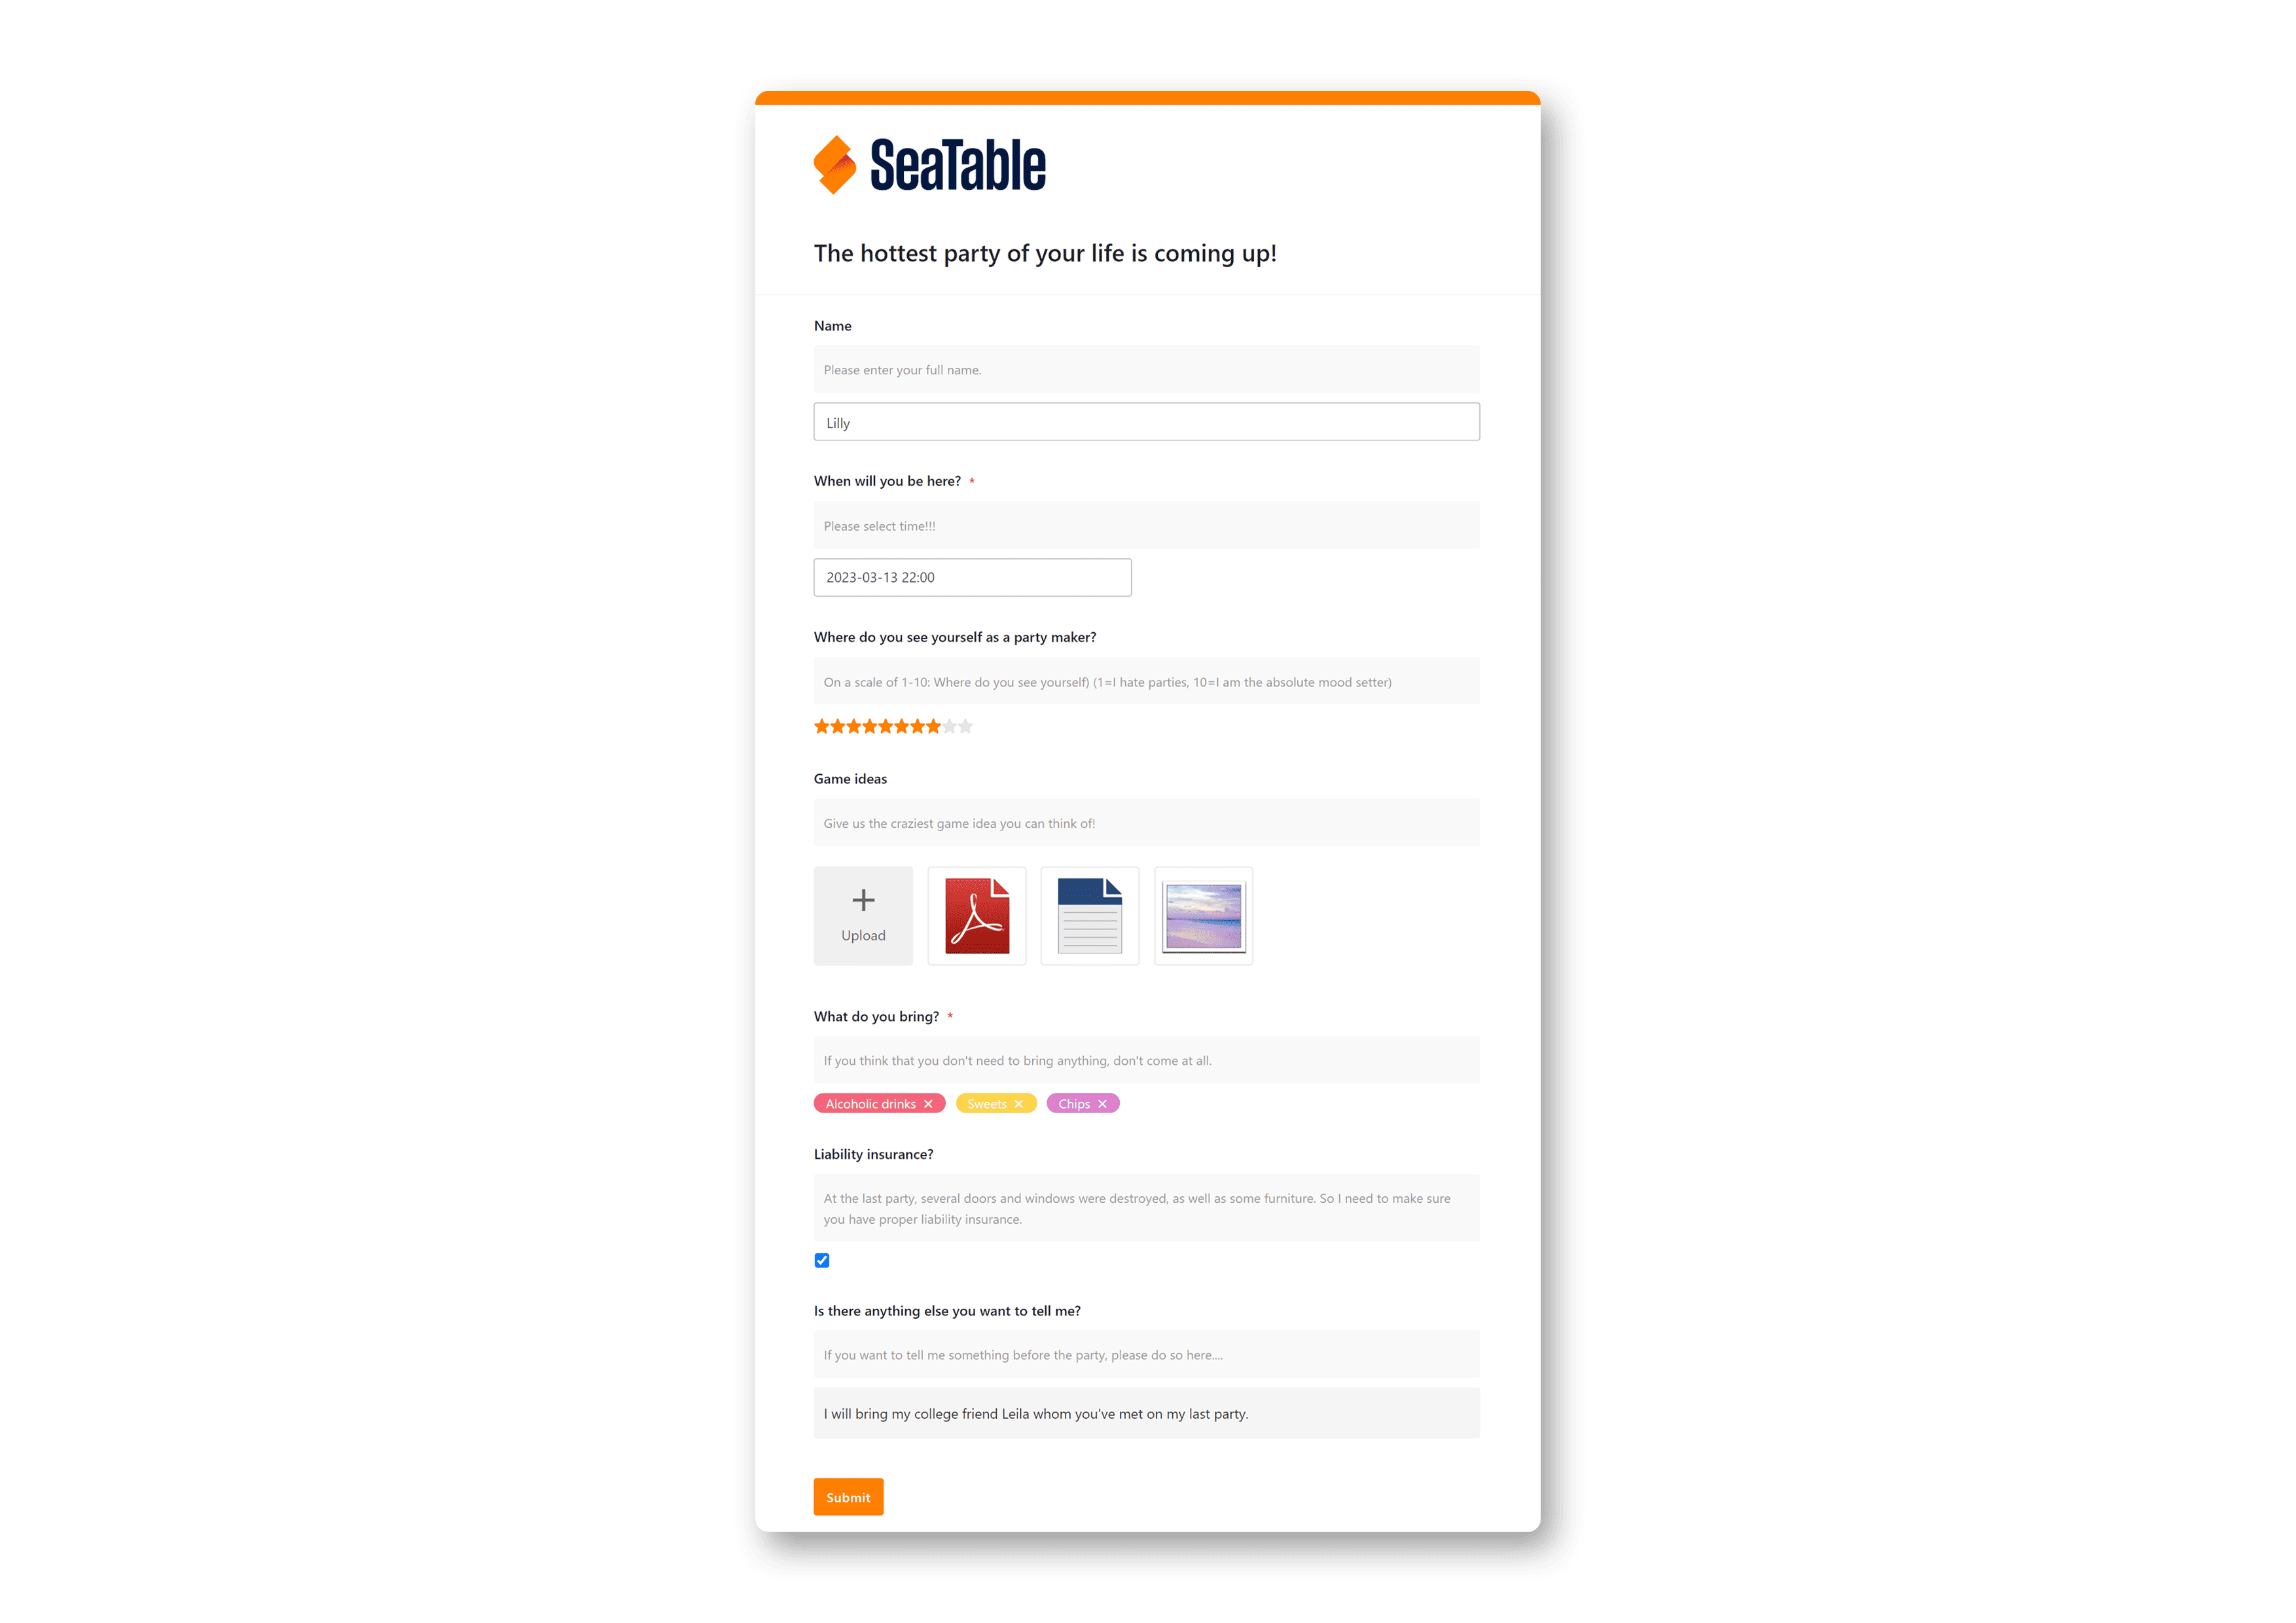 SeaTable
The hottest party of your life is coming up!
Name
Please enter your full name.
Lilly
When will you be here? *
Please select time!!!
2023-03-13 22:00
Where do you see yourself as a party maker?
On a scale of 1-10: Where do you see yourself) (1=I hate parties, 10=I am the absolute mood setter)
Game ideas
Give us the craziest game idea you can think of!
Upload
What do you bring? *
If you think that you don't need to bring anything, don't come at all.
Alcoholic drinks × Sweets × Chips ×
Liability insurance?
At the last party, several doors and windows were destroyed, as well as some furniture. So I need to make sure
you have proper liability insurance.
Is there anything else you want to tell me?
If you want to tell me something before the party, please do so here....
I will bring my college friend Leila whom you've met on my last party.
Submit